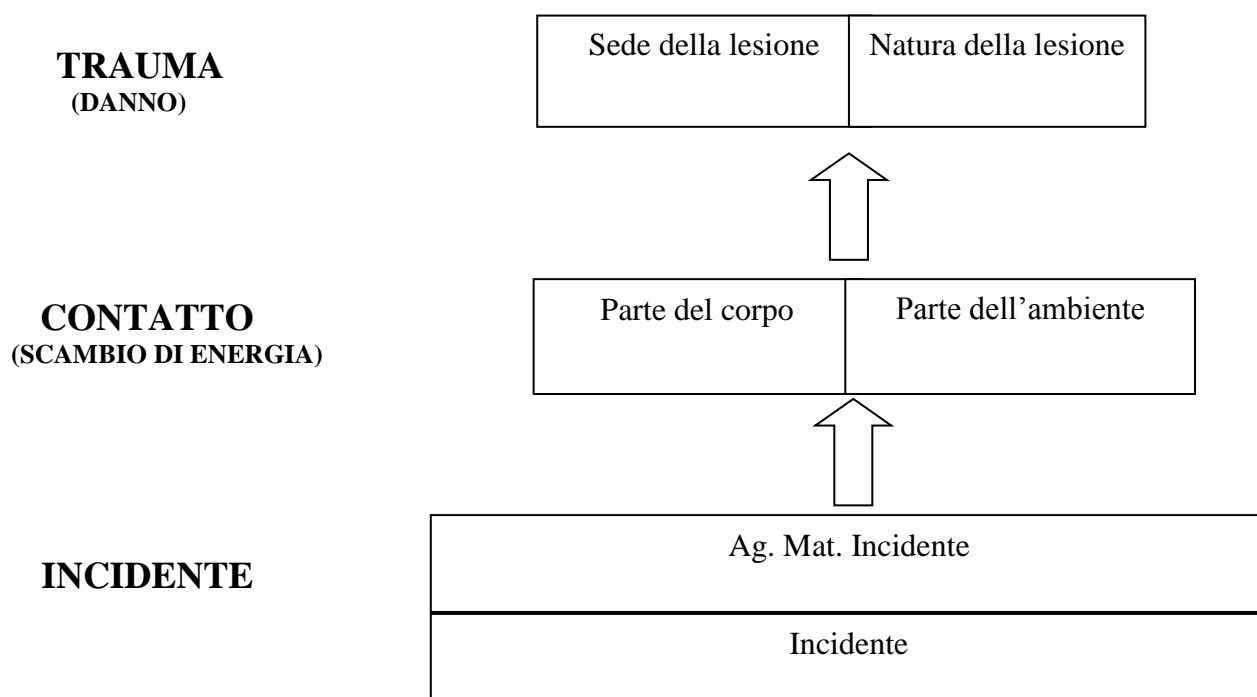 TRAUMA
(DANNO)
Sede della lesione
Natura della lesione
CONTATTO
(SCAMBIO DI ENERGIA)
Parte del corpo
Parte dell’ambiente
INCIDENTE
Ag. Mat. Incidente
Incidente